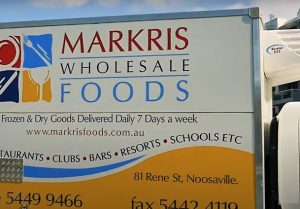 MARKRIS
WHOLESALE
FOODS
Frozen & Dry Goods Delivered Daily 7 Days a week
www.markrisfoods.com.au
TAURANTS • CLUBS • BARS • RESORTS • SCHOOLS ETC
81 Rene St, Noosaville.
5449 9466
fax 5442 4119